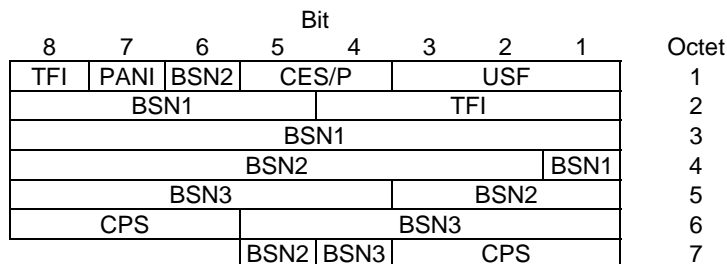 Bit
8 7 6 5 4 3 2 1 Octet
TFI PANI BSN2 CES/P USF 1
BSN1 TFI 2
BSN1 3
BSN2 BSN1 4
BSN3 BSN2 5
CPS BSN3 6
BSN2 BSN3 CPS 7